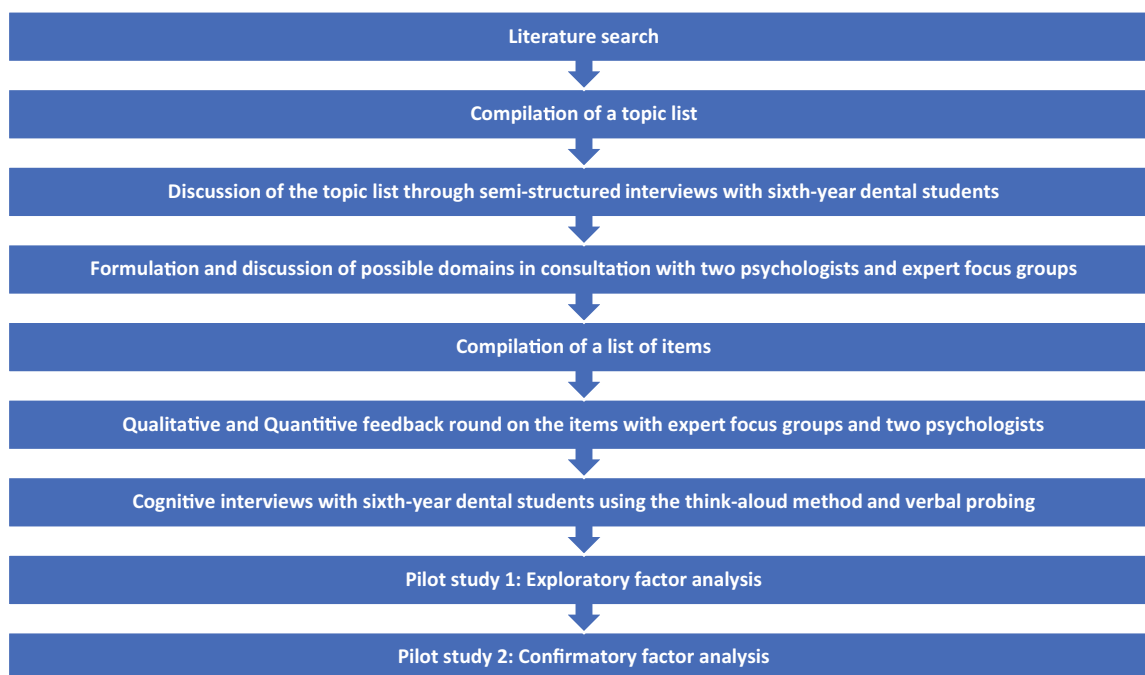 Literature search
Compilation of a topic list
Discussion of the topic list through semi-structured interviews with sixth-year dental students
Formulation and discussion of possible domains in consultation with two psychologists and expert focus groups
Compilation of a list of items
Qualitative and Quantitive feedback round on the items with expert focus groups and two psychologists
Cognitive interviews with sixth-year dental students using the think-aloud method and verbal probing
Pilot study 1: Exploratory factor analysis
Pilot study 2: Confirmatory factor analysis